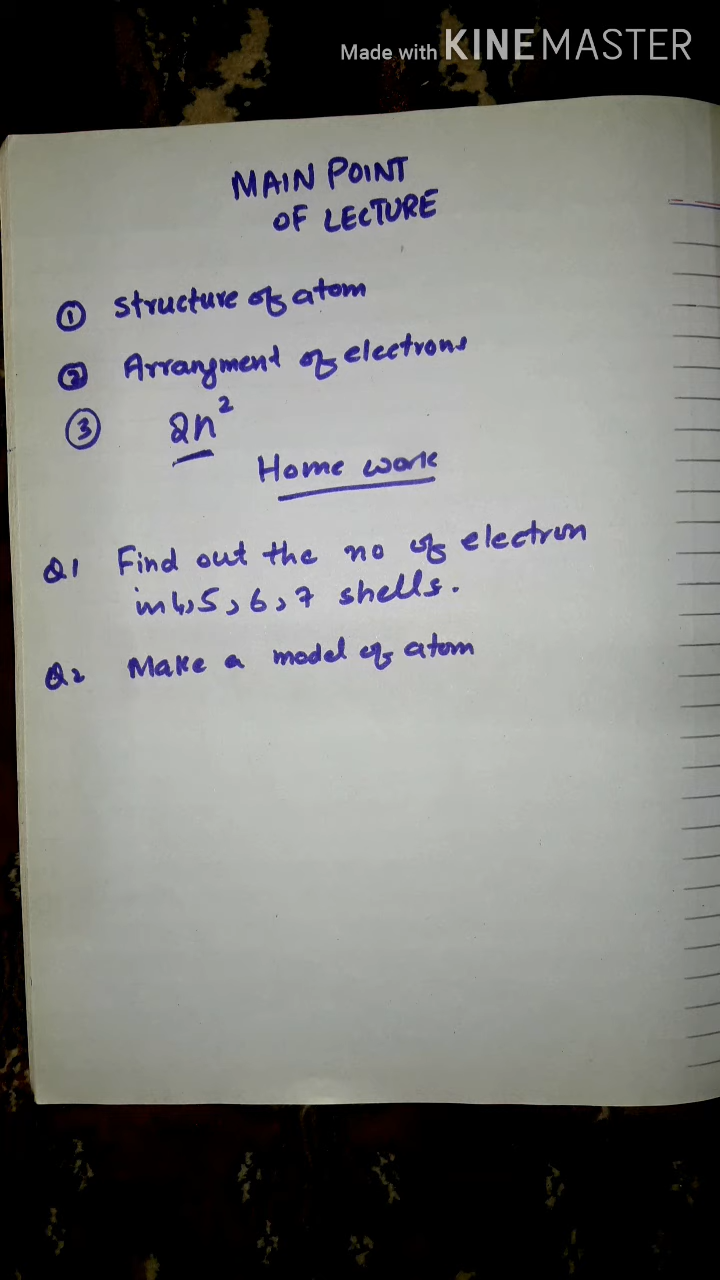 Made with KINEMASTER
MAIN POINT
OF LECTURE
① Structure of atom
② Arrangment of electrons
③ 2n²
Home work
Q1 Find out the no of electron
in 4, 5, 6, 7 shells.
Q2 Make a model of atom